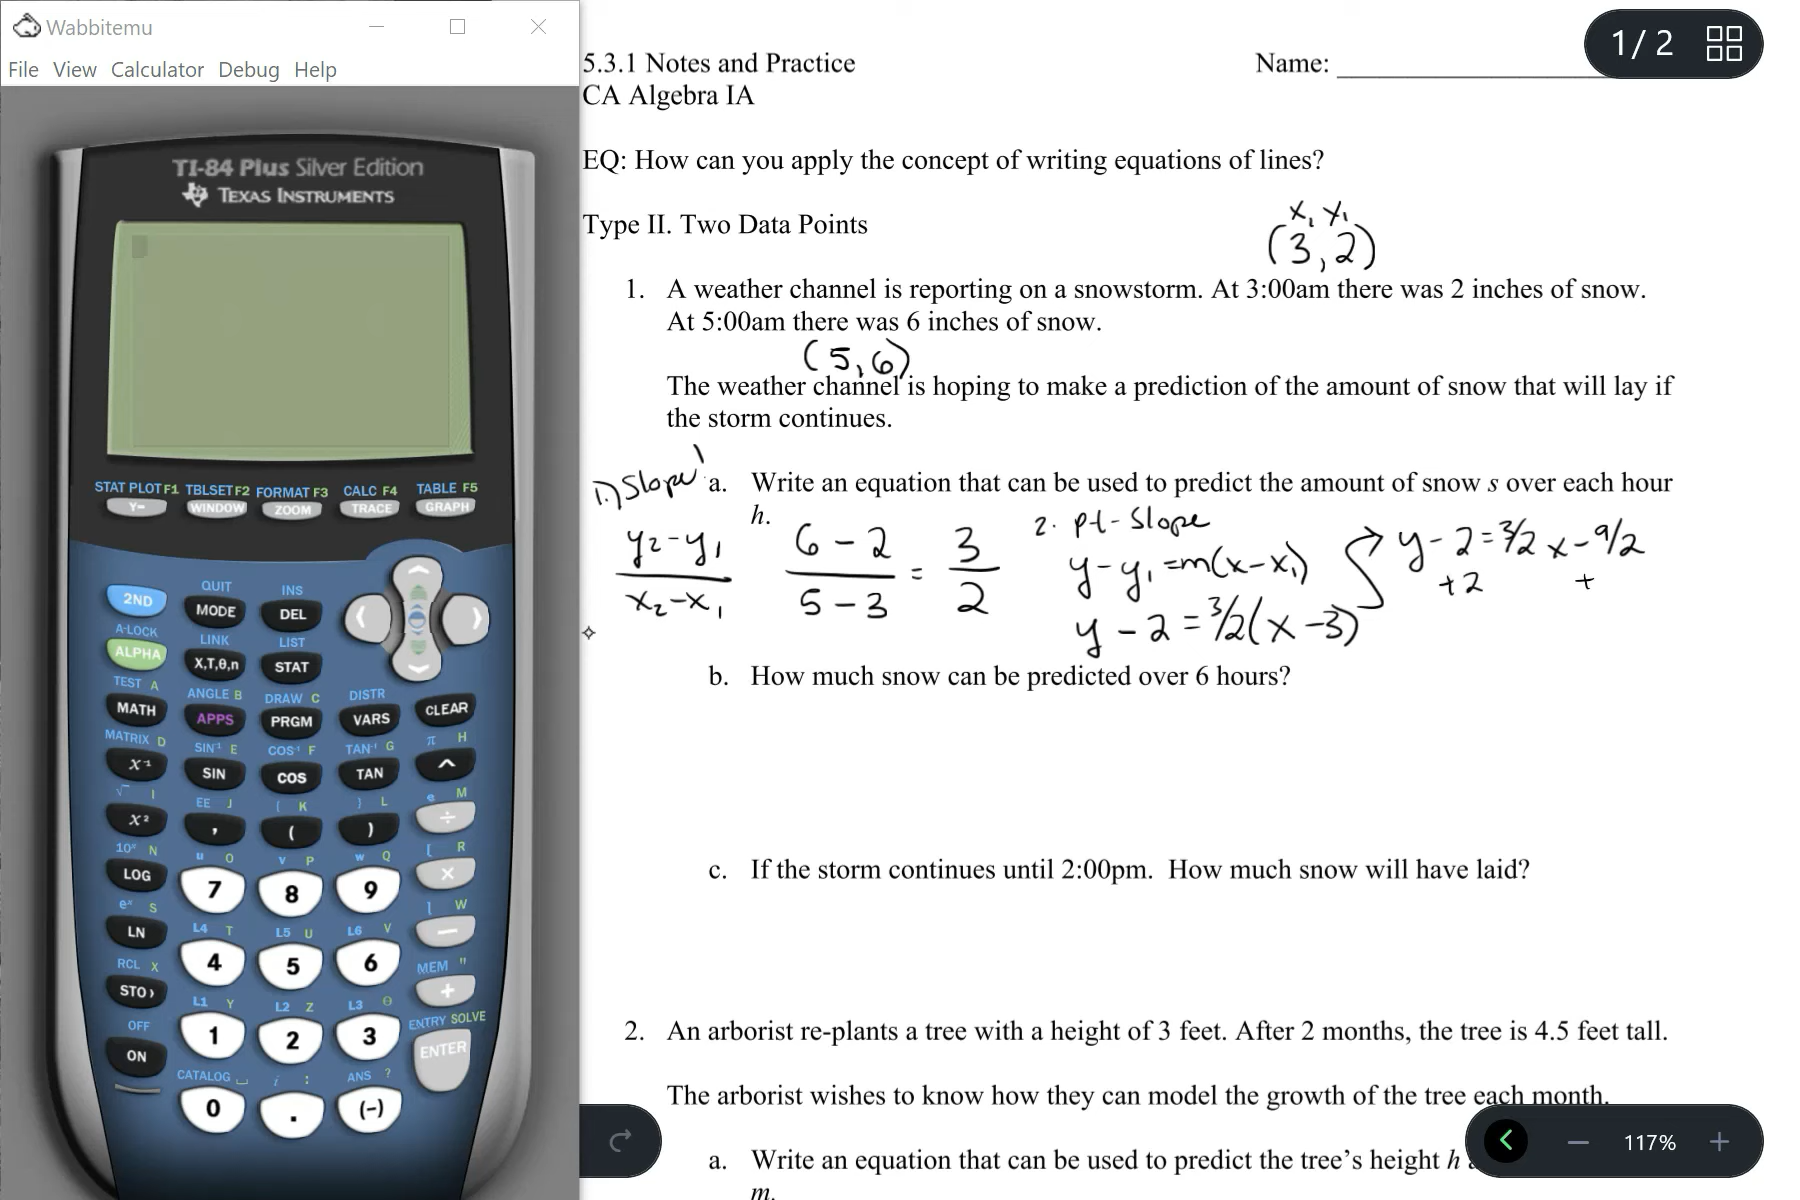 Wabbitemu
File View Calculator Debug Help
TI-84 Plus Silver Edition
TEXAS INSTRUMENTS
STAT PLOT F1 TBLSET F2 FORMAT F3 CALC F4 TABLE F5
Y= WINDOW ZOOM TRACE GRAPH
QUIT INS
2ND MODE DEL
A-LOCK LINK LIST
ALPHA X,T,θ,n STAT
TEST A ANGLE B DRAW C DISTR
MATH APPS PRGM VARS CLEAR
MATRIX D SIN⁻¹ E COS⁻¹ F TAN⁻¹ G π H
X⁻¹ SIN COS TAN ^
√ I EE J { K } L e M
X² , ( ) ÷
10ˣ N u O v P w Q [ R
LOG 7 8 9 ×
eˣ S L4 T L5 U L6 V ] W
LN 4 5 6 −
RCL X L1 Y L2 Z L3 θ MEM "
STO› 1 2 3 +
OFF CATALOG ␣ i : ANS ? ENTRY SOLVE
ON 0 . (-) ENTER
1/2
5.3.1 Notes and Practice Name: ____________________
CA Algebra IA
EQ: How can you apply the concept of writing equations of lines?
Type II. Two Data Points
x₁ y₁
(3, 2)
1. A weather channel is reporting on a snowstorm. At 3:00am there was 2 inches of snow.
At 5:00am there was 6 inches of snow.
(5, 6)
The weather channel is hoping to make a prediction of the amount of snow that will lay if
the storm continues.
1.) Slope
a. Write an equation that can be used to predict the amount of snow s over each hour
h.
y₂-y₁ / x₂-x₁
6-2 / 5-3 = 3/2
2. pt-slope
y-y₁=m(x-x₁)
y-2=3/2(x-3)
y-2=3/2x-9/2
+2 +
b. How much snow can be predicted over 6 hours?
c. If the storm continues until 2:00pm. How much snow will have laid?
2. An arborist re-plants a tree with a height of 3 feet. After 2 months, the tree is 4.5 feet tall.
The arborist wishes to know how they can model the growth of the tree each month.
a. Write an equation that can be used to predict the tree's height h
m.
117%